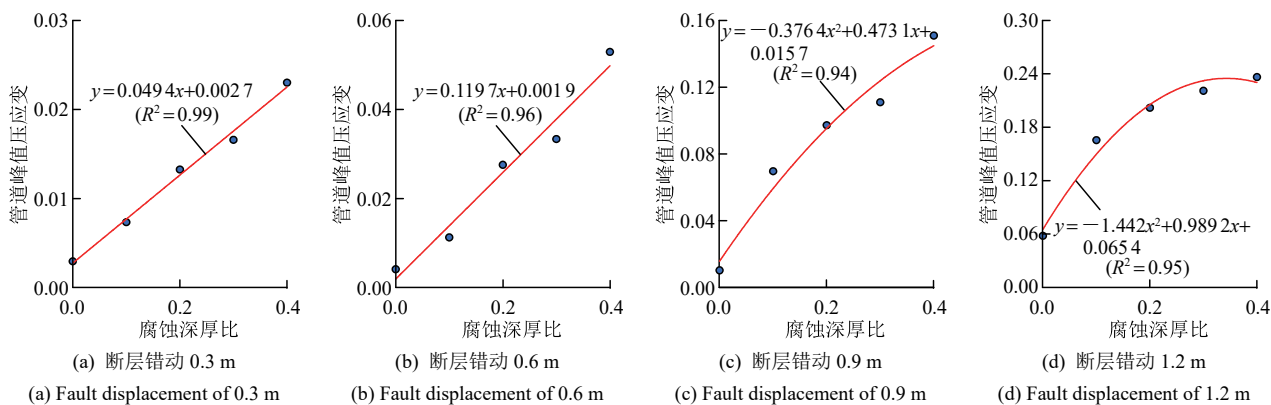 0.03
0.02
0.01
0.00
管道峰值压应变
y=0.049 4x+0.002 7
(R²=0.99)
0.0
0.2
0.4
腐蚀深厚比
(a) 断层错动 0.3 m
(a) Fault displacement of 0.3 m
0.06
0.04
0.02
0.00
管道峰值压应变
y=0.119 7x+0.001 9
(R²=0.96)
0.0
0.2
0.4
腐蚀深厚比
(b) 断层错动 0.6 m
(b) Fault displacement of 0.6 m
0.16
0.12
0.08
0.04
0.00
管道峰值压应变
y=−0.376 4x²+0.473 1x+
0.015 7
(R²=0.94)
0.0
0.2
0.4
腐蚀深厚比
(c) 断层错动 0.9 m
(c) Fault displacement of 0.9 m
0.30
0.24
0.18
0.12
0.06
0.00
管道峰值压应变
y=−1.442x²+0.989 2x+
0.065 4
(R²=0.95)
0.0
0.2
0.4
腐蚀深厚比
(d) 断层错动 1.2 m
(d) Fault displacement of 1.2 m